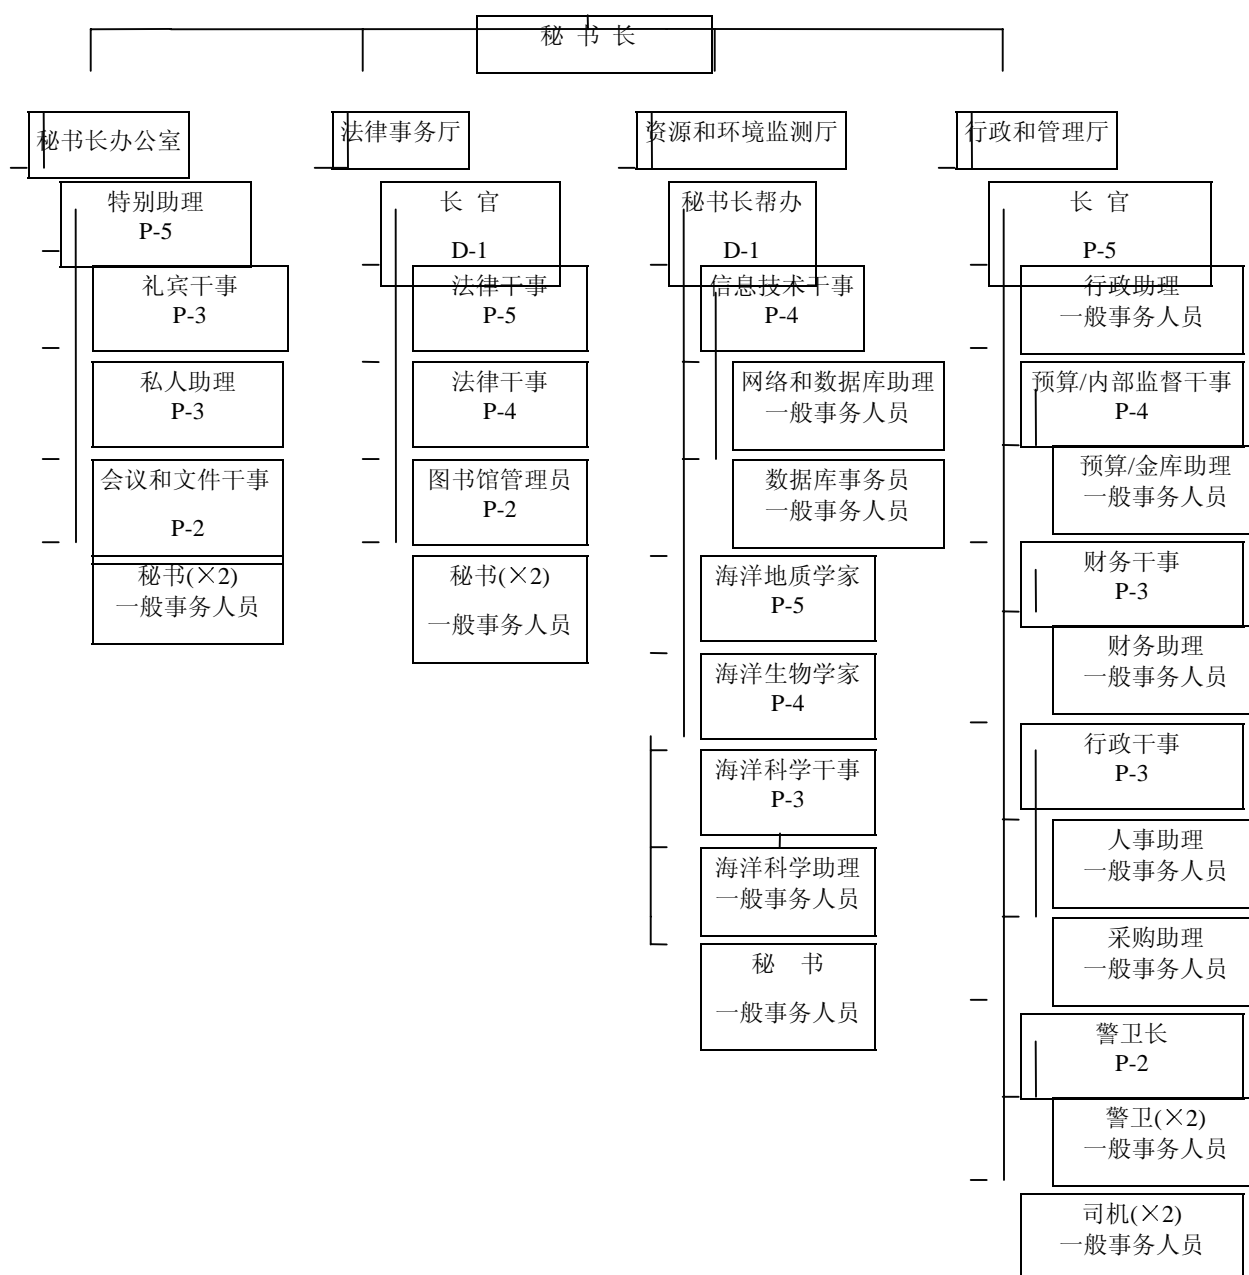 秘 书 长
秘书长办公室
特别助理
P-5
礼宾干事
P-3
私人助理
P-3
会议和文件干事
P-2
秘书(×2)
一般事务人员
法律事务厅
长 官
D-1
法律干事
P-5
法律干事
P-4
图书馆管理员
P-2
秘书(×2)
一般事务人员
资源和环境监测厅
秘书长帮办
D-1
信息技术干事
P-4
网络和数据库助理
一般事务人员
数据库事务员
一般事务人员
海洋地质学家
P-5
海洋生物学家
P-4
海洋科学干事
P-3
海洋科学助理
一般事务人员
秘 书
一般事务人员
行政和管理厅
长 官
P-5
行政助理
一般事务人员
预算/内部监督干事
P-4
预算/金库助理
一般事务人员
财务干事
P-3
财务助理
一般事务人员
行政干事
P-3
人事助理
一般事务人员
采购助理
一般事务人员
警卫长
P-2
警卫(×2)
一般事务人员
司机(×2)
一般事务人员